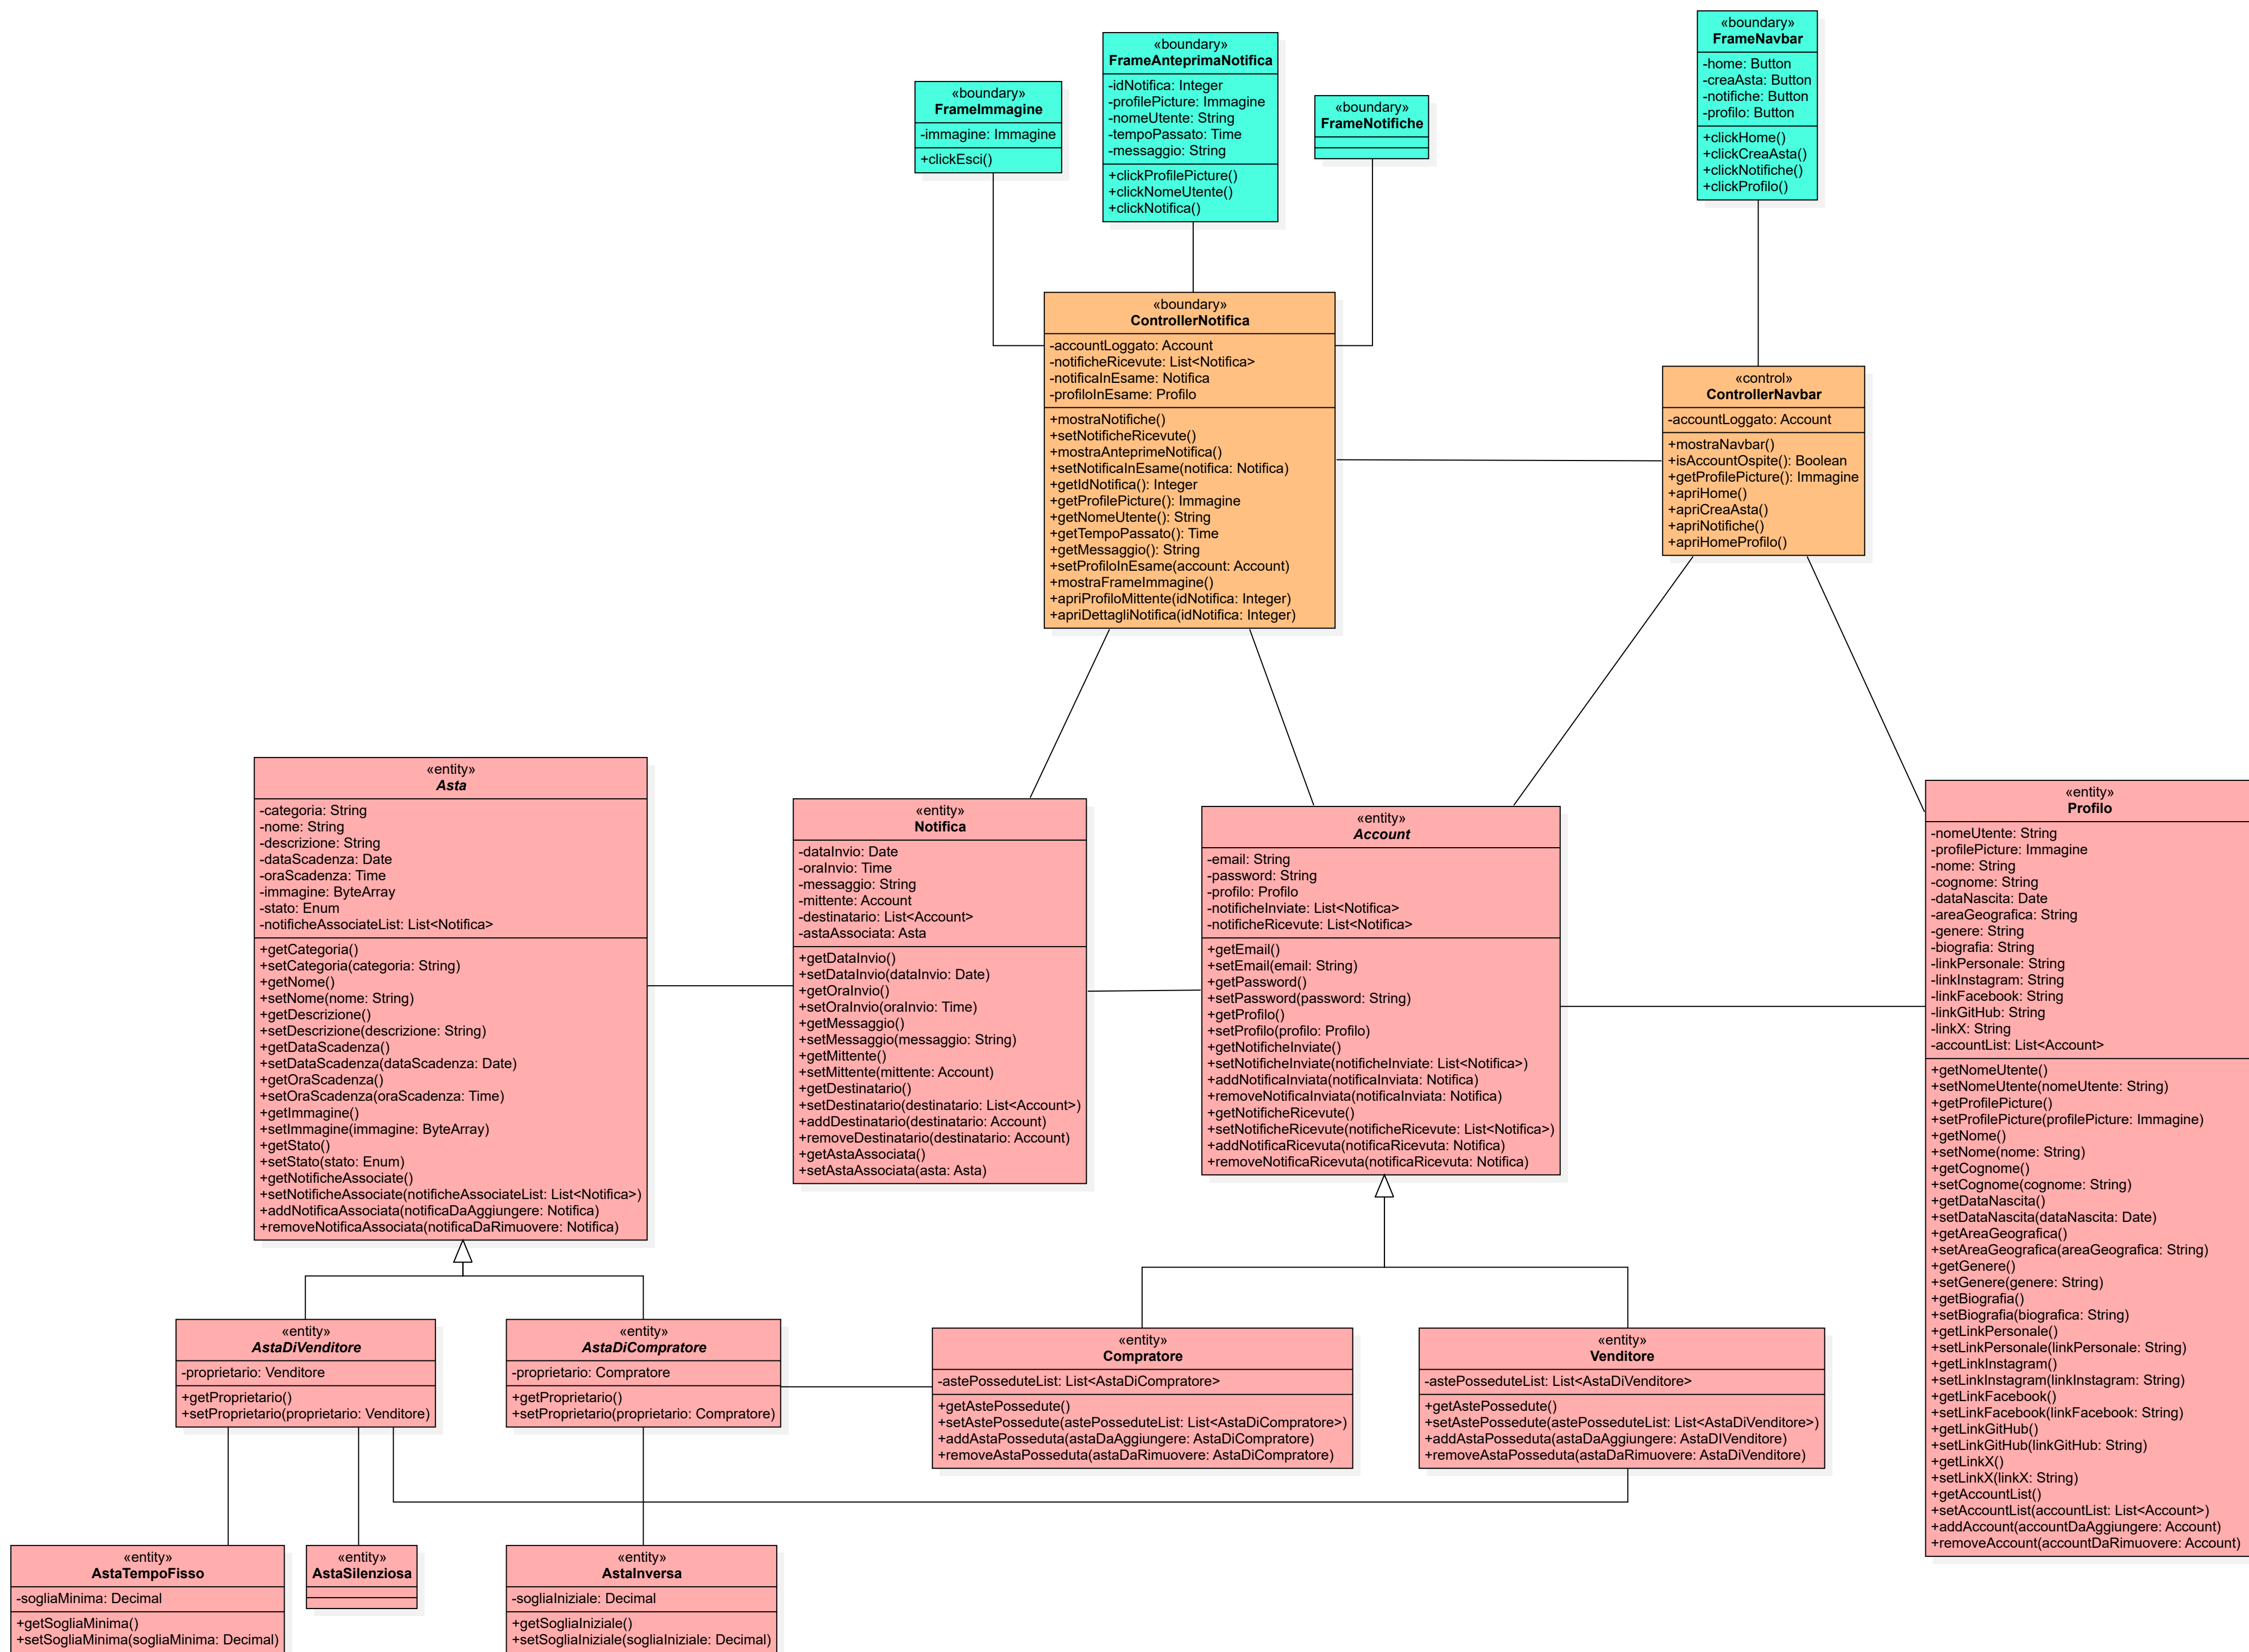 «boundary»
FrameImmagine
-immagine: Immagine
+clickEsci()
«boundary»
FrameAnteprimaNotifica
-idNotifica: Integer
-profilePicture: Immagine
-nomeUtente: String
-tempoPassato: Time
-messaggio: String
+clickProfilePicture()
+clickNomeUtente()
+clickNotifica()
«boundary»
FrameNotifiche
«boundary»
FrameNavbar
-home: Button
-creaAsta: Button
-notifiche: Button
-profilo: Button
+clickHome()
+clickCreaAsta()
+clickNotifiche()
+clickProfilo()
«boundary»
ControllerNotifica
-accountLoggato: Account
-notificheRicevute: List<Notifica>
-notificaInEsame: Notifica
-profiloInEsame: Profilo
+mostraNotifiche()
+setNotificheRicevute()
+mostraAnteprimeNotifica()
+setNotificaInEsame(notifica: Notifica)
+getIdNotifica(): Integer
+getProfilePicture(): Immagine
+getNomeUtente(): String
+getTempoPassato(): Time
+getMessaggio(): String
+setProfiloInEsame(account: Account)
+mostraFrameImmagine()
+apriProfiloMittente(idNotifica: Integer)
+apriDettagliNotifica(idNotifica: Integer)
«control»
ControllerNavbar
-accountLoggato: Account
+mostraNavbar()
+isAccountOspite(): Boolean
+getProfilePicture(): Immagine
+apriHome()
+apriCreaAsta()
+apriNotifiche()
+apriHomeProfilo()
«entity»
Asta
-categoria: String
-nome: String
-descrizione: String
-dataScadenza: Date
-oraScadenza: Time
-immagine: ByteArray
-stato: Enum
-notificheAssociateList: List<Notifica>
+getCategoria()
+setCategoria(categoria: String)
+getNome()
+setNome(nome: String)
+getDescrizione()
+setDescrizione(descrizione: String)
+getDataScadenza()
+setDataScadenza(dataScadenza: Date)
+getOraScadenza()
+setOraScadenza(oraScadenza: Time)
+getImmagine()
+setImmagine(immagine: ByteArray)
+getStato()
+setStato(stato: Enum)
+getNotificheAssociate()
+setNotificheAssociate(notificheAssociateList: List<Notifica>)
+addNotificaAssociata(notificaDaAggiungere: Notifica)
+removeNotificaAssociata(notificaDaRimuovere: Notifica)
«entity»
Notifica
-dataInvio: Date
-oraInvio: Time
-messaggio: String
-mittente: Account
-destinatario: List<Account>
-astaAssociata: Asta
+getDataInvio()
+setDataInvio(dataInvio: Date)
+getOraInvio()
+setOraInvio(oraInvio: Time)
+getMessaggio()
+setMessaggio(messaggio: String)
+getMittente()
+setMittente(mittente: Account)
+getDestinatario()
+setDestinatario(destinatario: List<Account>)
+addDestinatario(destinatario: Account)
+removeDestinatario(destinatario: Account)
+getAstaAssociata()
+setAstaAssociata(asta: Asta)
«entity»
Account
-email: String
-password: String
-profilo: Profilo
-notificheInviate: List<Notifica>
-notificheRicevute: List<Notifica>
+getEmail()
+setEmail(email: String)
+getPassword()
+setPassword(password: String)
+getProfilo()
+setProfilo(profilo: Profilo)
+getNotificheInviate()
+setNotificheInviate(notificheInviate: List<Notifica>)
+addNotificaInviata(notificaInviata: Notifica)
+removeNotificaInviata(notificaInviata: Notifica)
+getNotificheRicevute()
+setNotificheRicevute(notificheRicevute: List<Notifica>)
+addNotificaRicevuta(notificaRicevuta: Notifica)
+removeNotificaRicevuta(notificaRicevuta: Notifica)
«entity»
Profilo
-nomeUtente: String
-profilePicture: Immagine
-nome: String
-cognome: String
-dataNascita: Date
-areaGeografica: String
-genere: String
-biografia: String
-linkPersonale: String
-linkInstagram: String
-linkFacebook: String
-linkGitHub: String
-linkX: String
-accountList: List<Account>
+getNomeUtente()
+setNomeUtente(nomeUtente: String)
+getProfilePicture()
+setProfilePicture(profilePicture: Immagine)
+getNome()
+setNome(nome: String)
+getCognome()
+setCognome(cognome: String)
+getDataNascita()
+setDataNascita(dataNascita: Date)
+getAreaGeografica()
+setAreaGeografica(areaGeografica: String)
+getGenere()
+setGenere(genere: String)
+getBiografia()
+setBiografia(biografica: String)
+getLinkPersonale()
+setLinkPersonale(linkPersonale: String)
+getLinkInstagram()
+setLinkInstagram(linkInstagram: String)
+getLinkFacebook()
+setLinkFacebook(linkFacebook: String)
+getLinkGitHub()
+setLinkGitHub(linkGitHub: String)
+getLinkX()
+setLinkX(linkX: String)
+getAccountList()
+setAccountList(accountList: List<Account>)
+addAccount(accountDaAggiungere: Account)
+removeAccount(accountDaRimuovere: Account)
«entity»
AstaDiVenditore
-proprietario: Venditore
+getProprietario()
+setProprietario(proprietario: Venditore)
«entity»
AstaDiCompratore
-proprietario: Compratore
+getProprietario()
+setProprietario(proprietario: Compratore)
«entity»
Compratore
-astePosseduteList: List<AstaDiCompratore>
+getAstePossedute()
+setAstePossedute(astePosseduteList: List<AstaDiCompratore>)
+addAstaPosseduta(astaDaAggiungere: AstaDiCompratore)
+removeAstaPosseduta(astaDaRimuovere: AstaDiCompratore)
«entity»
Venditore
-astePosseduteList: List<AstaDiVenditore>
+getAstePossedute()
+setAstePossedute(astePosseduteList: List<AstaDiVenditore>)
+addAstaPosseduta(astaDaAggiungere: AstaDIVenditore)
+removeAstaPosseduta(astaDaRimuovere: AstaDiVenditore)
«entity»
AstaTempoFisso
-sogliaMinima: Decimal
+getSogliaMinima()
+setSogliaMinima(sogliaMinima: Decimal)
«entity»
AstaSilenziosa
«entity»
AstaInversa
-sogliaIniziale: Decimal
+getSogliaIniziale()
+setSogliaIniziale(sogliaIniziale: Decimal)